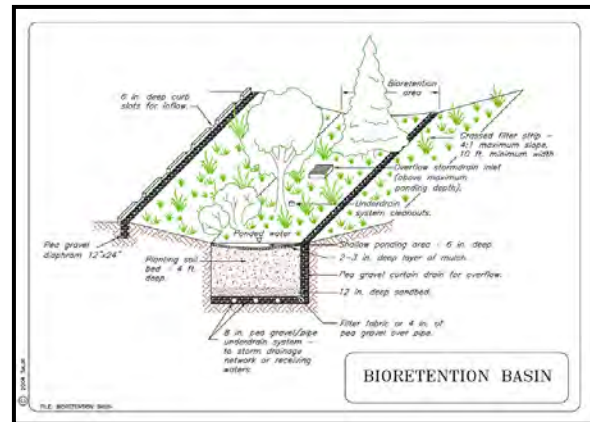 6 in. deep curb
slots for inflow.
Bioretention
area
Grassed filter strip –
4:1 maximum slope,
10 ft. minimum width
Overflow stormdrain inlet
(above maximum
ponding depth).
Underdrain
system cleanouts.
Ponded water
Pea gravel
diaphram 12"x24"
Planting soil
bed - 4 ft.
deep.
Shallow ponding area - 6 in. deep.
2-3 in. deep layer of mulch.
Pea gravel curtain drain for overflow.
12 in. deep sandbed.
Filter fabric or 4 in. of
pea gravel over pipe.
8 in. pea gravel/pipe
underdrain system –
to storm drainage
network or receiving
waters.
BIORETENTION BASIN
FILE: BIORETENTION BASIN